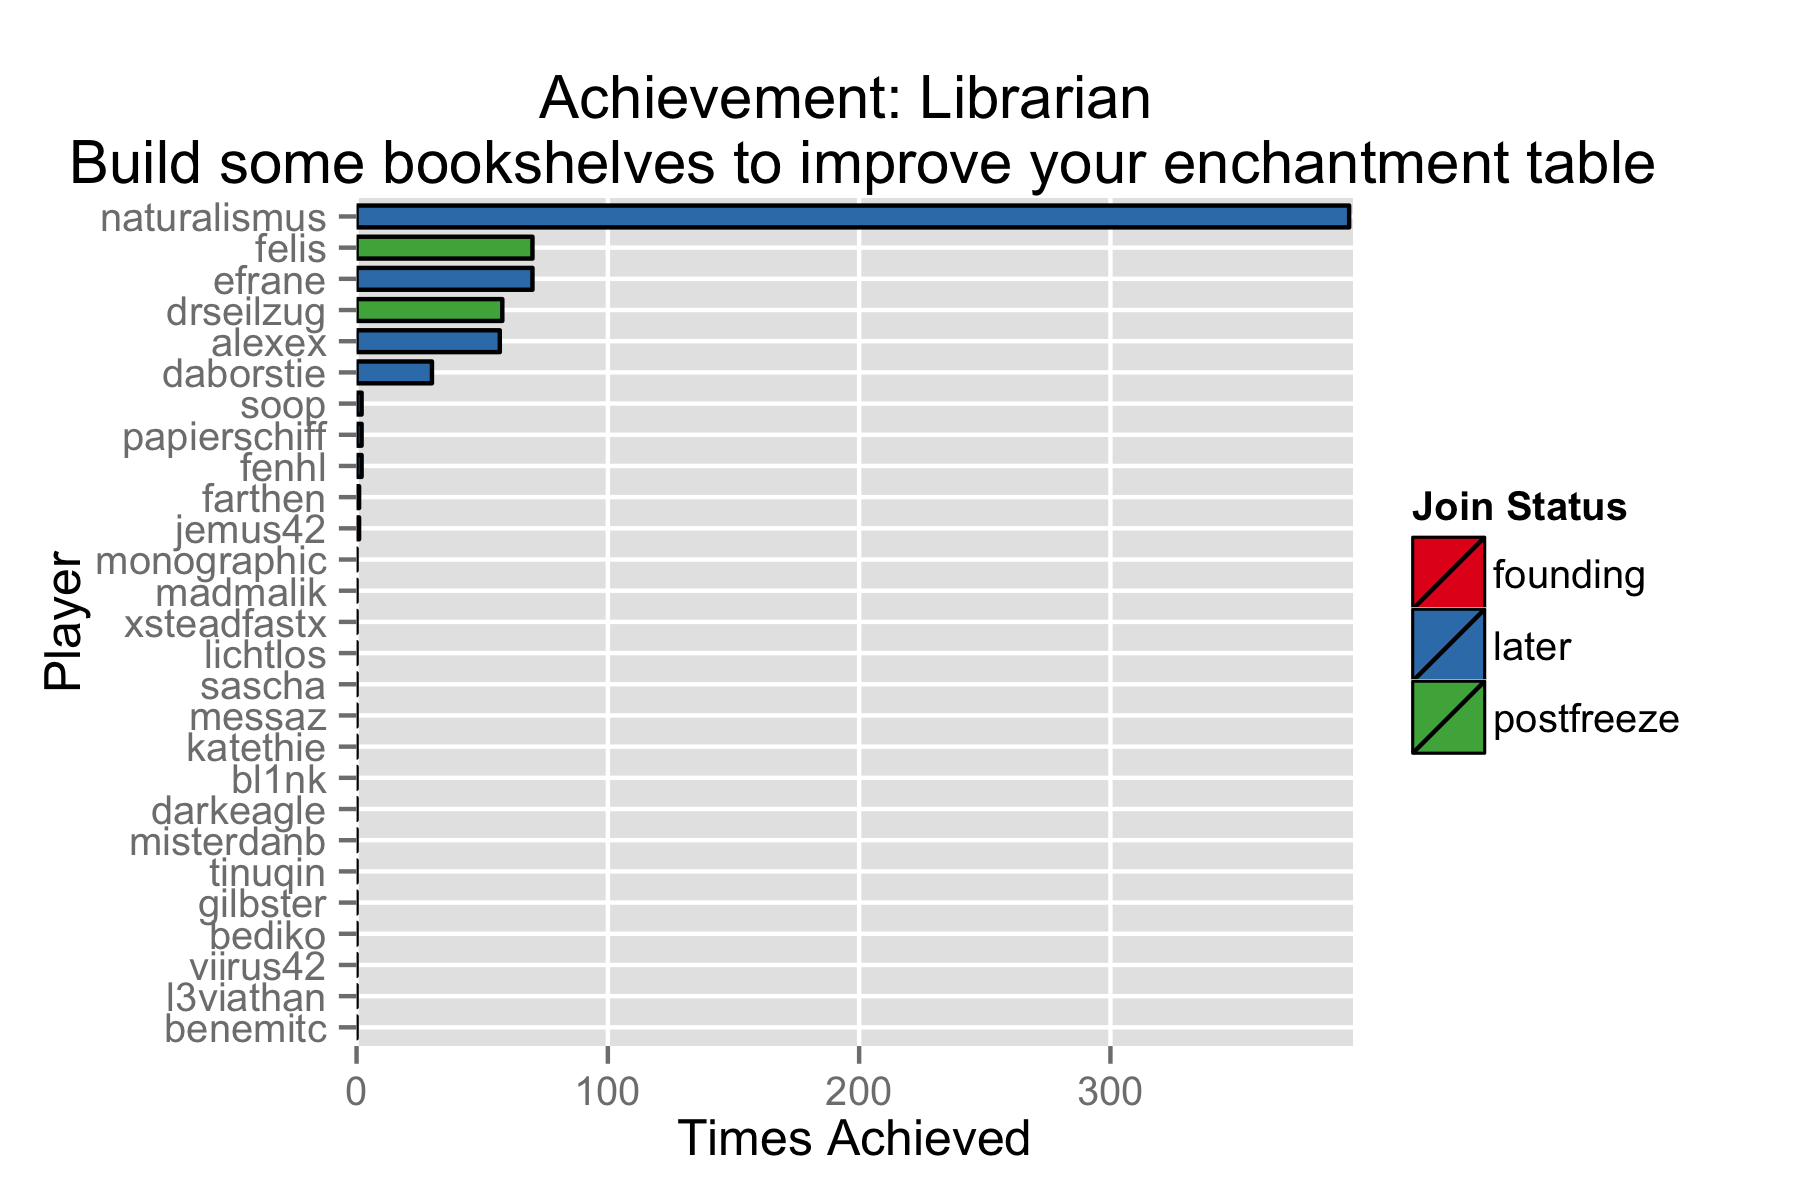 Achievement: Librarian
Build some bookshelves to improve your enchantment table
Player
naturalismus
felis
efrane
drseilzug
alexex
daborstie
soop
papierschiff
fenhl
farthen
jemus42
monographic
madmalik
xsteadfastx
lichtlos
sascha
messaz
katethie
bl1nk
darkeagle
misterdanb
tinuqin
gilbster
bediko
viirus42
l3viathan
benemitc
0 100 200 300
Times Achieved
Join Status
founding
later
postfreeze